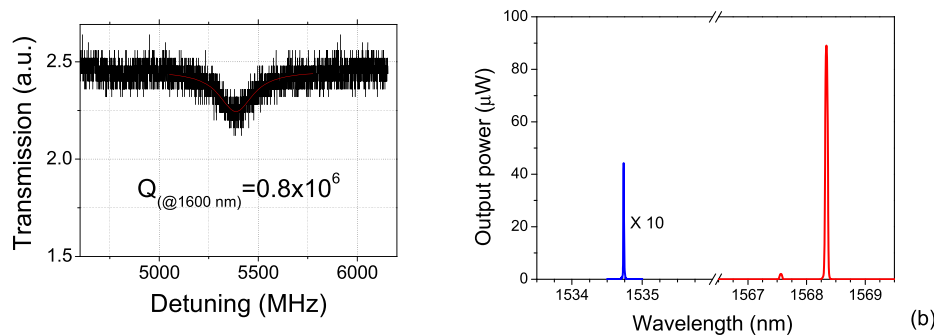 Transmission (a.u.)
2.5
2.0
1.5
Q(@1600 nm)=0.8x10^6
5000 5500 6000
Detuning (MHz)
Output power (μW)
100
80
60
40
20
0
X 10
1534 1535 1567 1568 1569
Wavelength (nm)
(b)